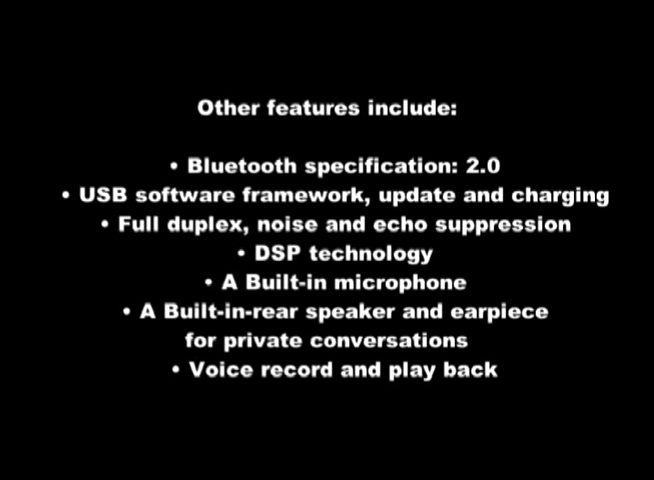 Other features include:
• Bluetooth specification: 2.0
• USB software framework, update and charging
• Full duplex, noise and echo suppression
• DSP technology
• A Built-in microphone
• A Built-in-rear speaker and earpiece
for private conversations
• Voice record and play back